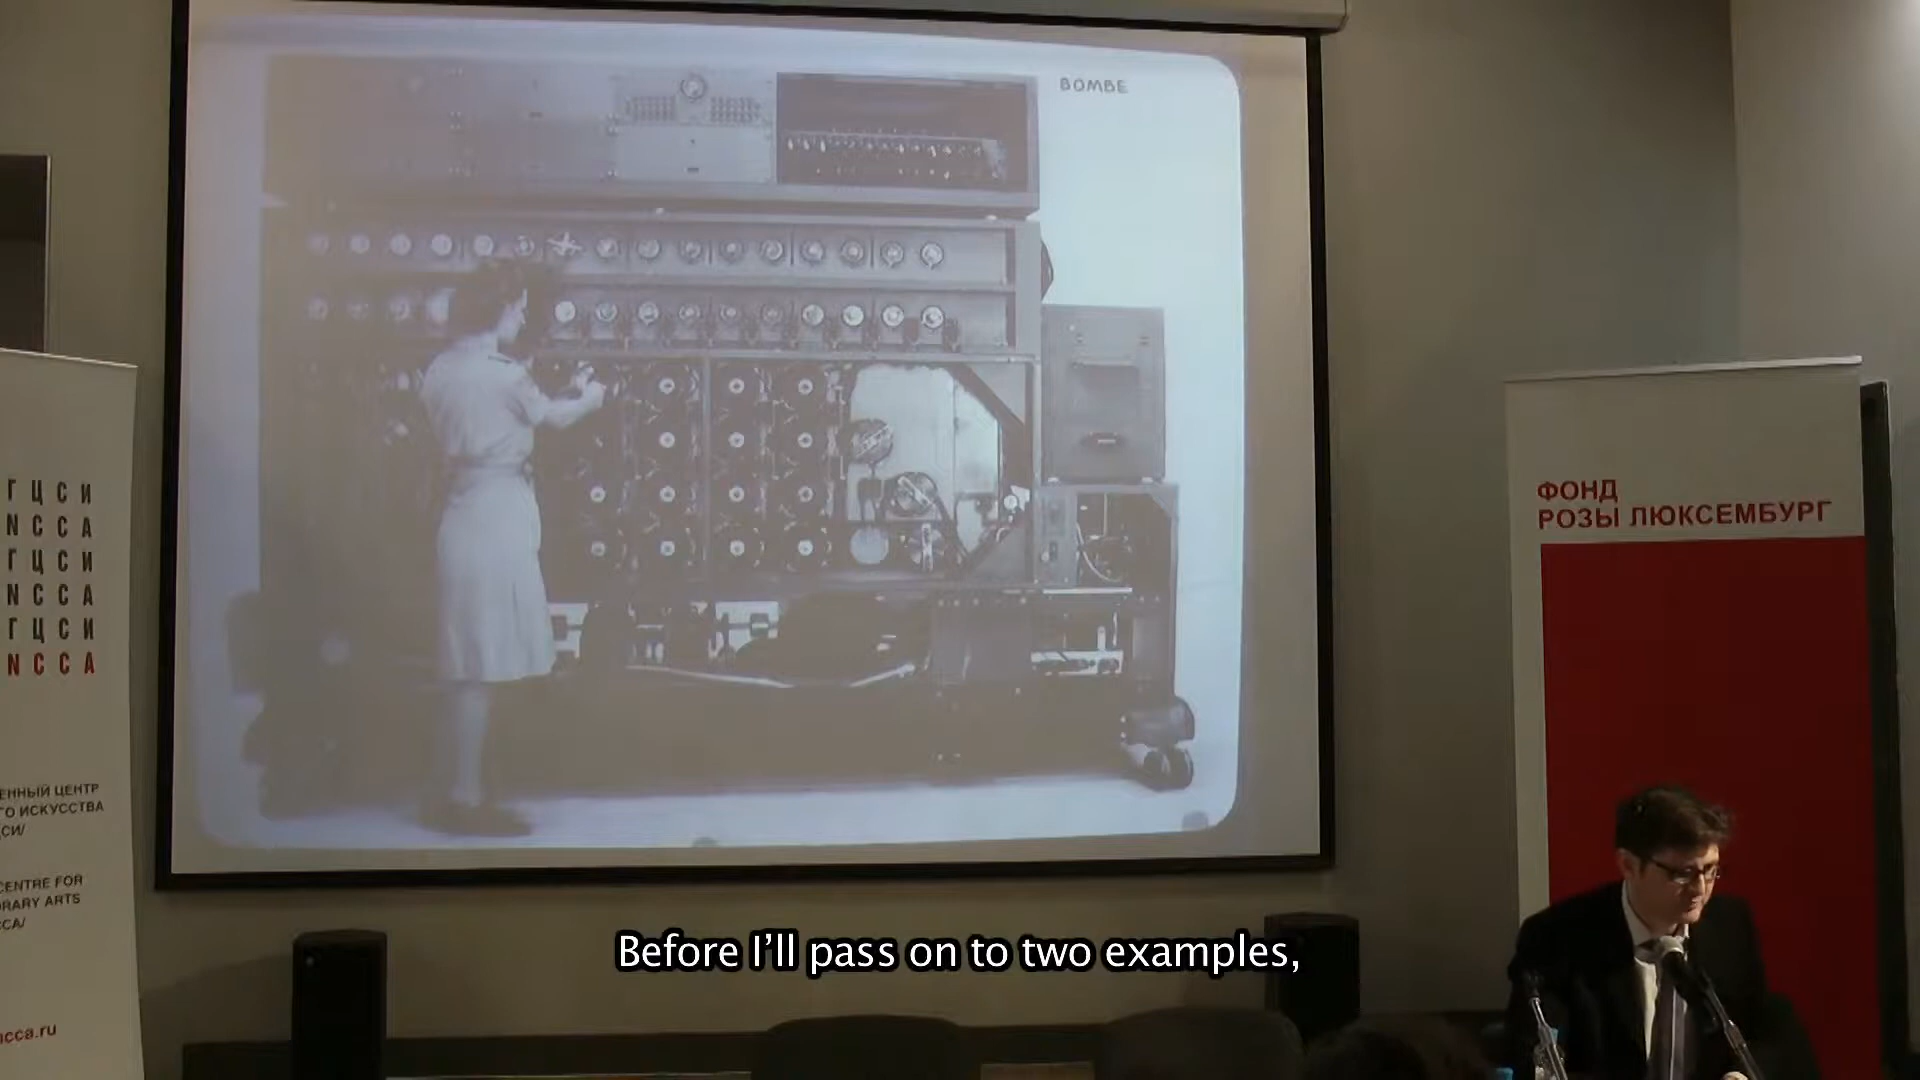 BOMBE
Г Ц С И
N C C A
Г Ц С И
N C C A
Г Ц С И
N C C A
ЕННЫЙ ЦЕНТР
ГО ИСКУССТВА
СИ/
CENTRE FOR
RARY ARTS
CA/
ncca.ru
ФОНД
РОЗЫ ЛЮКСЕМБУРГ
Before I’ll pass on to two examples,